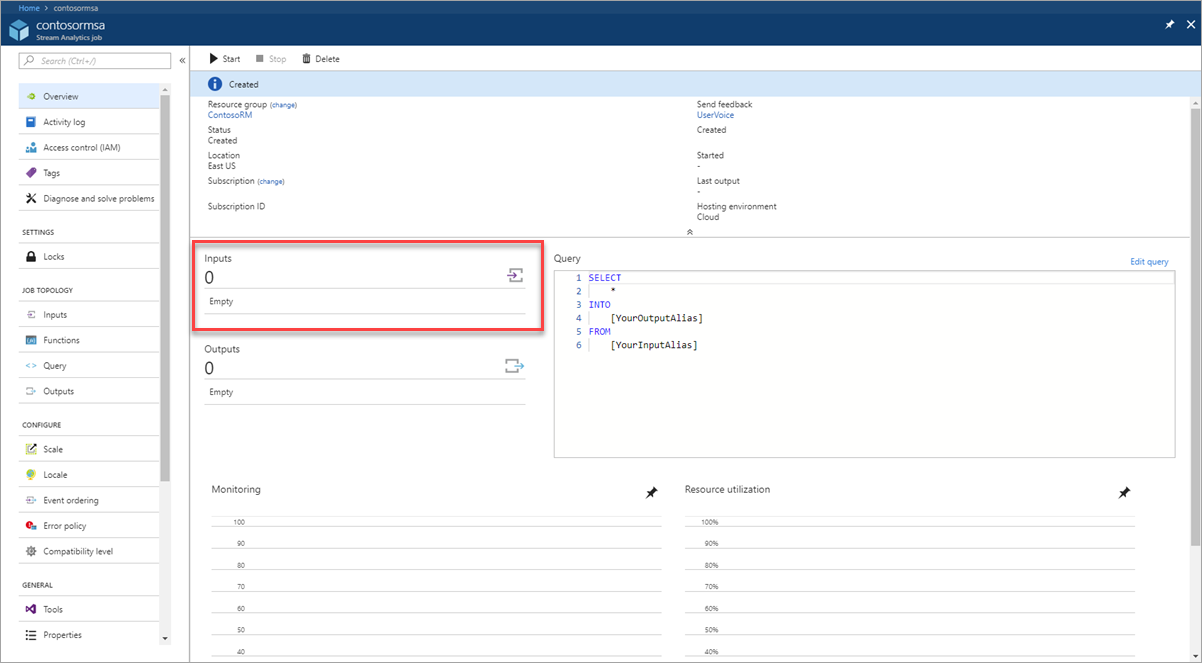 Home > contosormsa
contosormsa
Stream Analytics job
Search (Ctrl+/)
«
Overview
Activity log
Access control (IAM)
Tags
Diagnose and solve problems
SETTINGS
Locks
JOB TOPOLOGY
Inputs
Functions
<> Query
Outputs
CONFIGURE
Scale
Locale
Event ordering
Error policy
Compatibility level
GENERAL
Tools
Properties
Start Stop Delete
Created
Resource group (change)
ContosoRM
Status
Created
Location
East US
Subscription (change)
Subscription ID
Send feedback
UserVoice
Created
Started
-
Last output
-
Hosting environment
Cloud
Inputs
0
Empty
Outputs
0
Empty
Query
Edit query
1 SELECT
2 *
3 INTO
4 [YourOutputAlias]
5 FROM
6 [YourInputAlias]
Monitoring
100
90
80
70
60
50
40
Resource utilization
100%
90%
80%
70%
60%
50%
40%